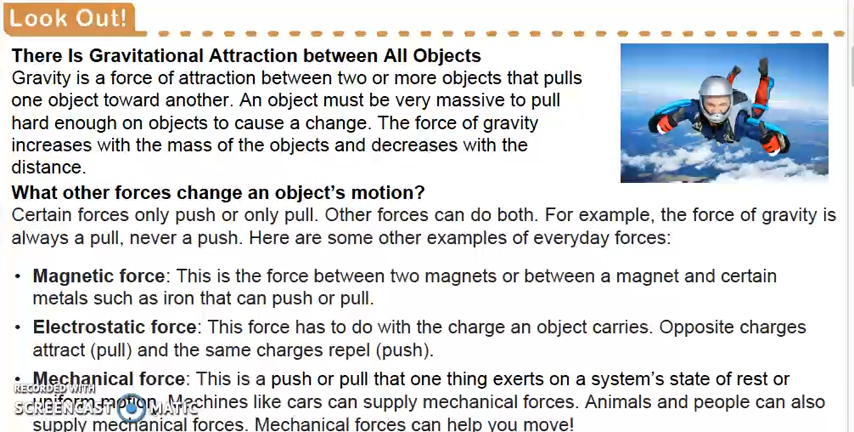 Look Out!
There Is Gravitational Attraction between All Objects
Gravity is a force of attraction between two or more objects that pulls
one object toward another. An object must be very massive to pull
hard enough on objects to cause a change. The force of gravity
increases with the mass of the objects and decreases with the
distance.
What other forces change an object's motion?
Certain forces only push or only pull. Other forces can do both. For example, the force of gravity is
always a pull, never a push. Here are some other examples of everyday forces:
• Magnetic force: This is the force between two magnets or between a magnet and certain
metals such as iron that can push or pull.
• Electrostatic force: This force has to do with the charge an object carries. Opposite charges
attract (pull) and the same charges repel (push).
• Mechanical force: This is a push or pull that one thing exerts on a system's state of rest or
uniform motion. Machines like cars can supply mechanical forces. Animals and people can also
supply mechanical forces. Mechanical forces can help you move!
RECORDED WITH
SCREENCAST MATIC